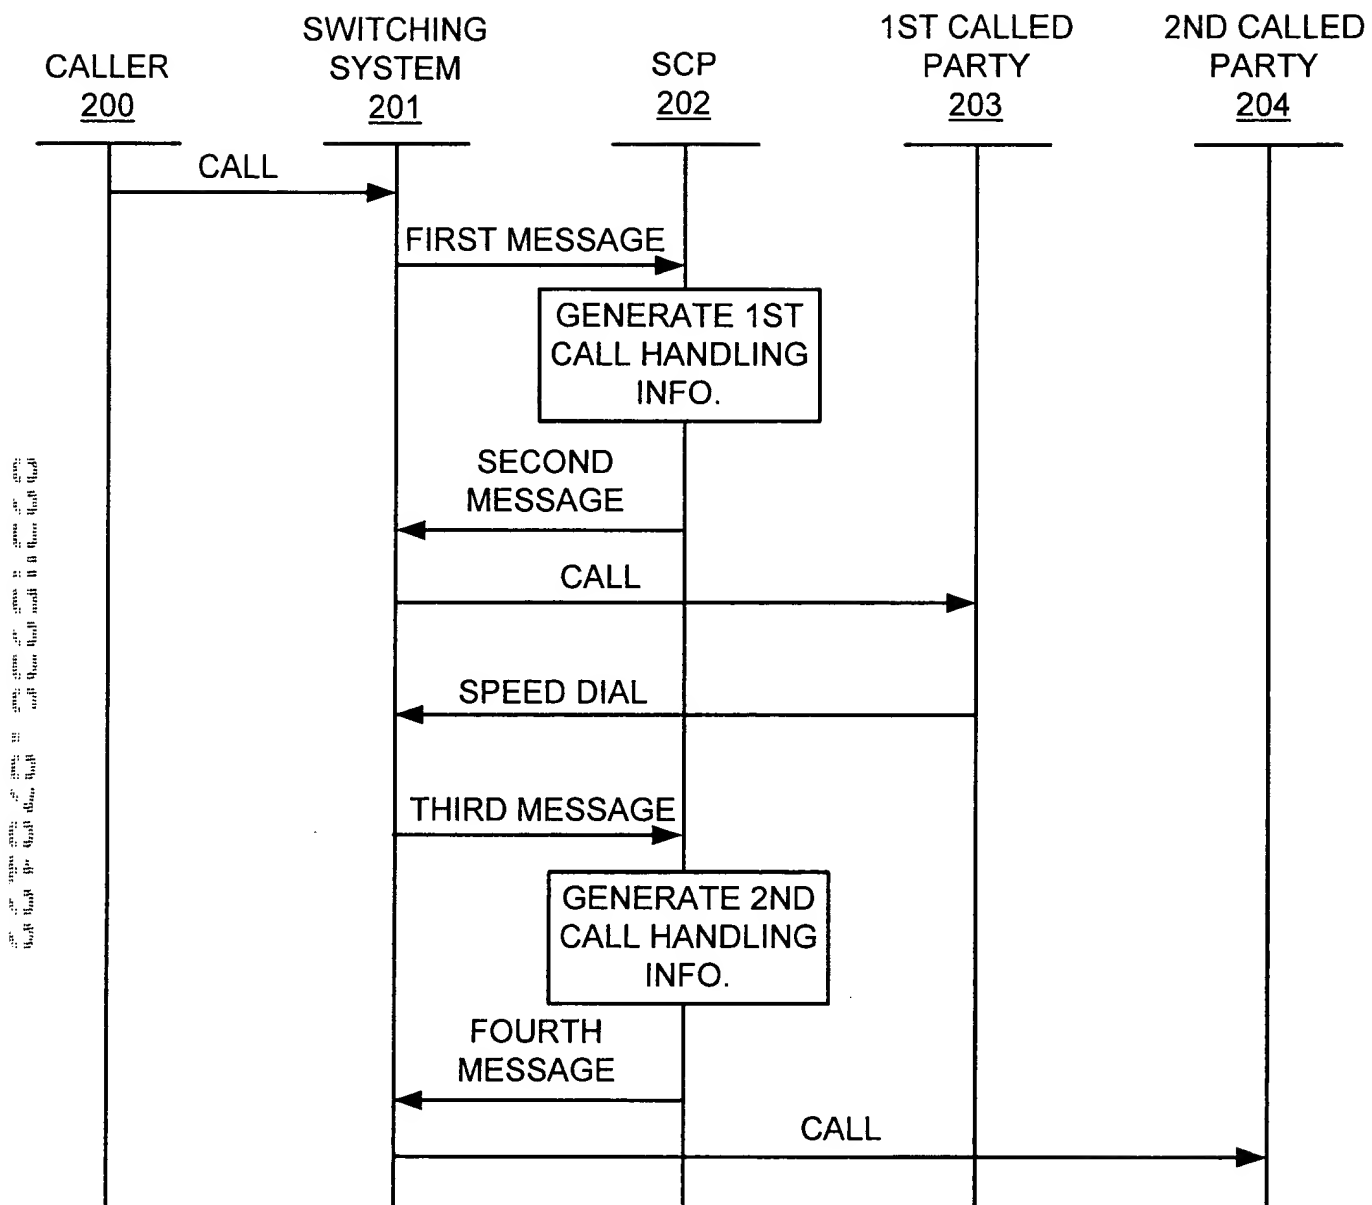 CALLER
200
SWITCHING
SYSTEM
201
SCP
202
1ST CALLED
PARTY
203
2ND CALLED
PARTY
204
CALL
FIRST MESSAGE
GENERATE 1ST
CALL HANDLING
INFO.
SECOND
MESSAGE
CALL
SPEED DIAL
THIRD MESSAGE
GENERATE 2ND
CALL HANDLING
INFO.
FOURTH
MESSAGE
CALL